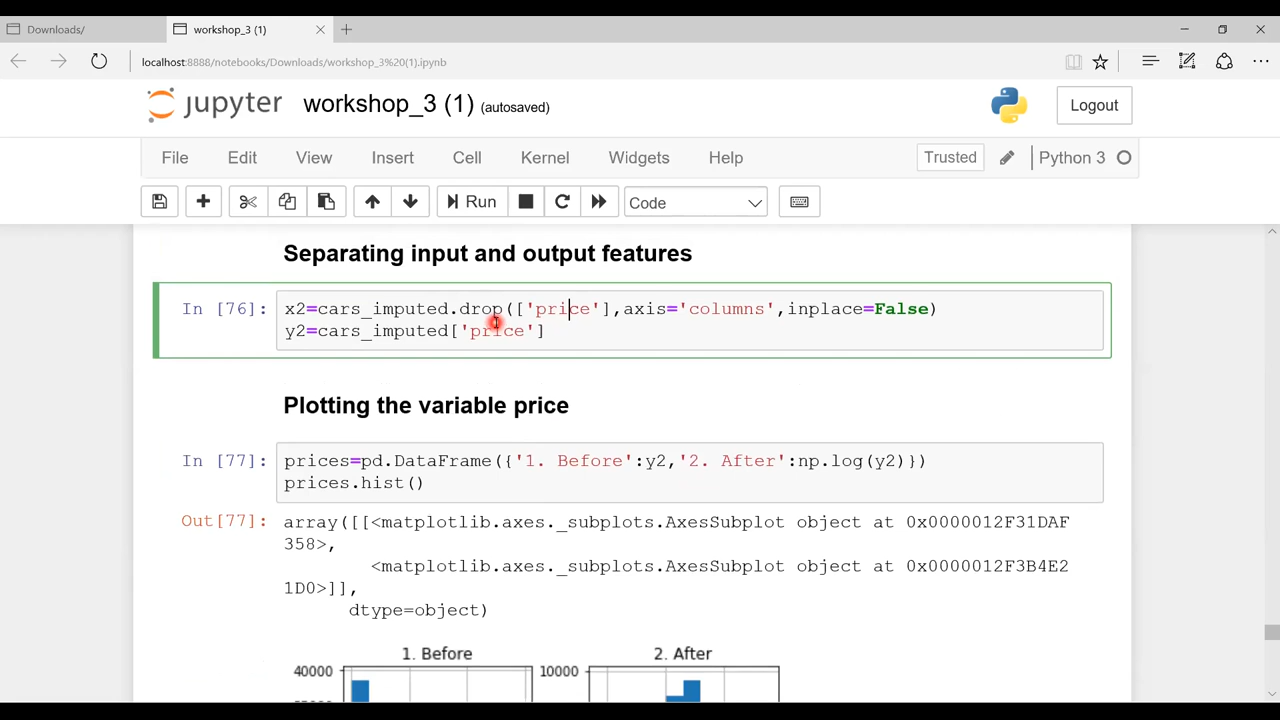 Downloads/
workshop_3 (1)
localhost:8888/notebooks/Downloads/workshop_3%20(1).ipynb
jupyter workshop_3 (1) (autosaved)
Logout
File Edit View Insert Cell Kernel Widgets Help
Trusted
Python 3
Run
Code
Separating input and output features
In [76]: x2=cars_imputed.drop(['price'],axis='columns',inplace=False)
y2=cars_imputed['price']
Plotting the variable price
In [77]: prices=pd.DataFrame({'1. Before':y2,'2. After':np.log(y2)})
prices.hist()
Out[77]: array([[<matplotlib.axes._subplots.AxesSubplot object at 0x0000012F31DAF
358>,
<matplotlib.axes._subplots.AxesSubplot object at 0x0000012F3B4E2
1D0>]],
dtype=object)
1. Before
2. After
40000
10000